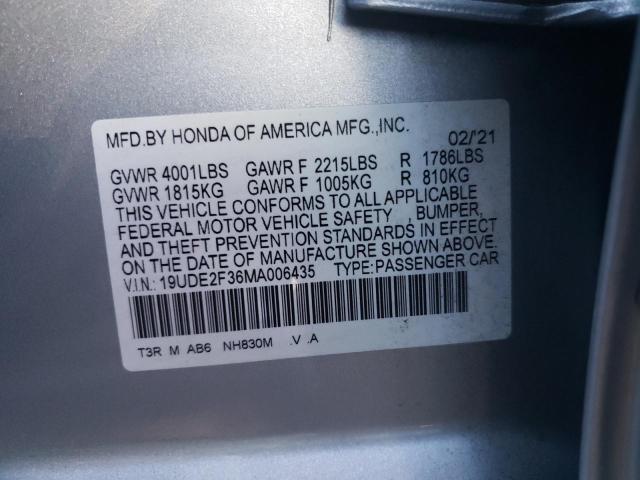 MFD.BY HONDA OF AMERICA MFG.,INC. 02/'21
GVWR 4001LBS GAWR F 2215LBS R 1786LBS
GVWR 1815KG GAWR F 1005KG R 810KG
THIS VEHICLE CONFORMS TO ALL APPLICABLE
FEDERAL MOTOR VEHICLE SAFETY , BUMPER,
AND THEFT PREVENTION STANDARDS IN EFFECT
ON THE DATE OF MANUFACTURE SHOWN ABOVE.
V.I.N.: 19UDE2F36MA006435 TYPE:PASSENGER CAR
T3R M AB6 NH830M .V .A